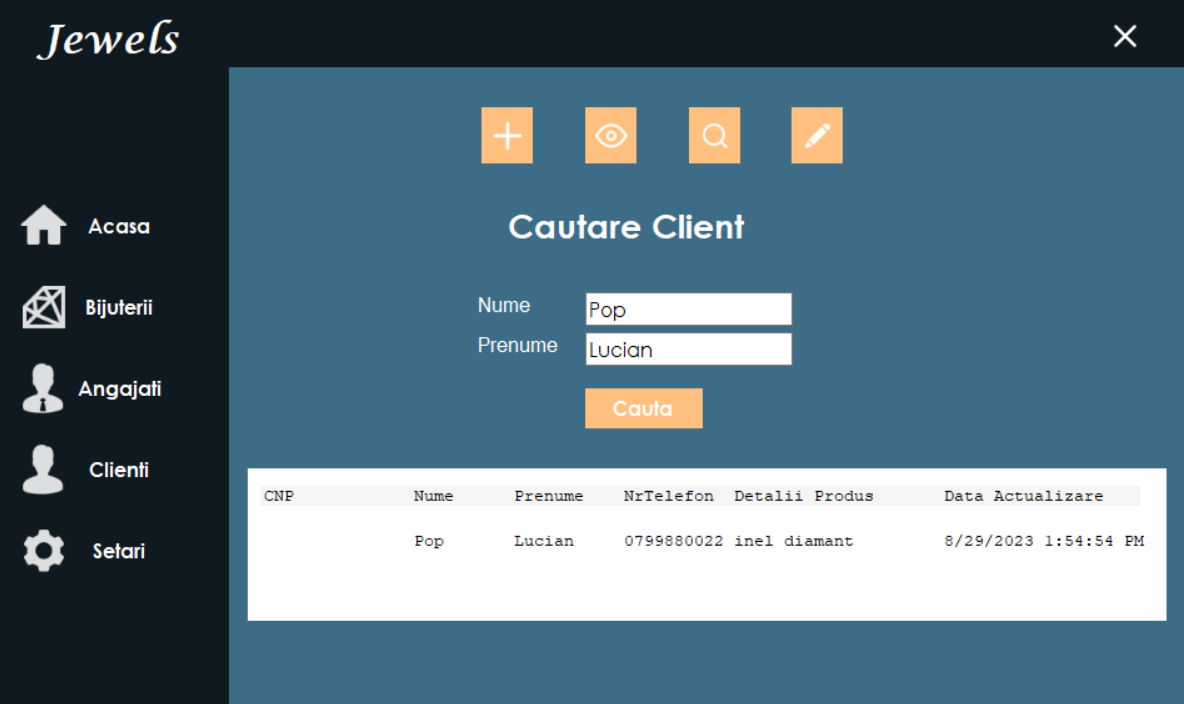 Jewels
Acasa
Bijuterii
Angajati
Clienti
Setari
Cautare Client
Nume Pop
Prenume Lucian
Cauta
CNP Nume Prenume NrTelefon Detalii Produs Data Actualizare
Pop Lucian 0799880022 inel diamant 8/29/2023 1:54:54 PM